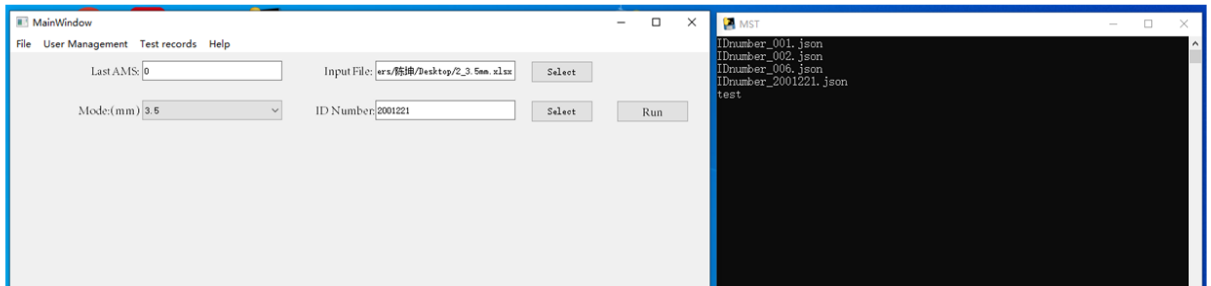 MainWindow
File User Management Test records Help
Last AMS: 0 Input File: ers/陈坤/Desktop/2_3.5mm.xlsx Select
Mode:(mm) 3.5 ID Number: 2001221 Select Run
MST
IDnumber_001.json
IDnumber_002.json
IDnumber_006.json
IDnumber_2001221.json
test